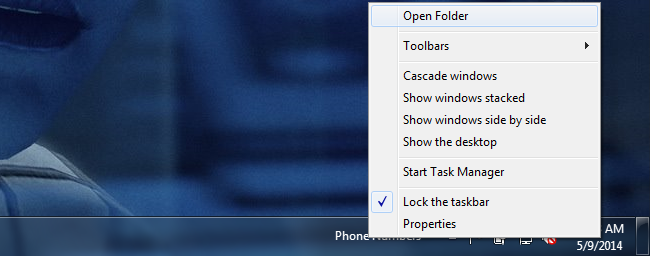 Open Folder
Toolbars
Cascade windows
Show windows stacked
Show windows side by side
Show the desktop
Start Task Manager
Lock the taskbar
Properties
Phone Numbers
AM
5/9/2014